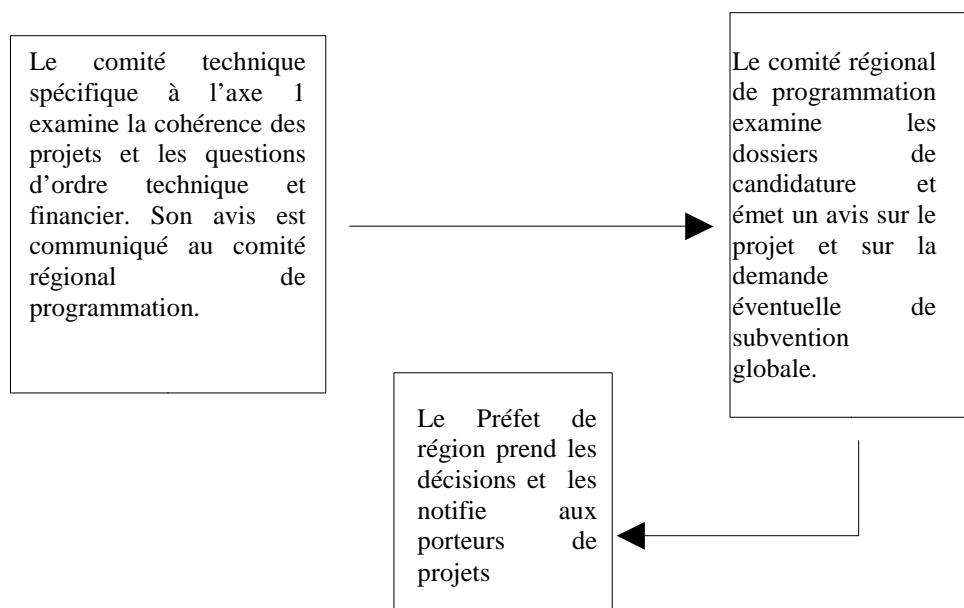 Le comité technique
spécifique à l’axe 1
examine la cohérence des
projets et les questions
d’ordre technique et
financier. Son avis est
communiqué au comité
régional de
programmation.
Le comité régional
de programmation
examine les
dossiers de
candidature et
émet un avis sur le
projet et sur la
demande
éventuelle de
subvention
globale.
Le Préfet de
région prend les
décisions et les
notifie aux
porteurs de
projets